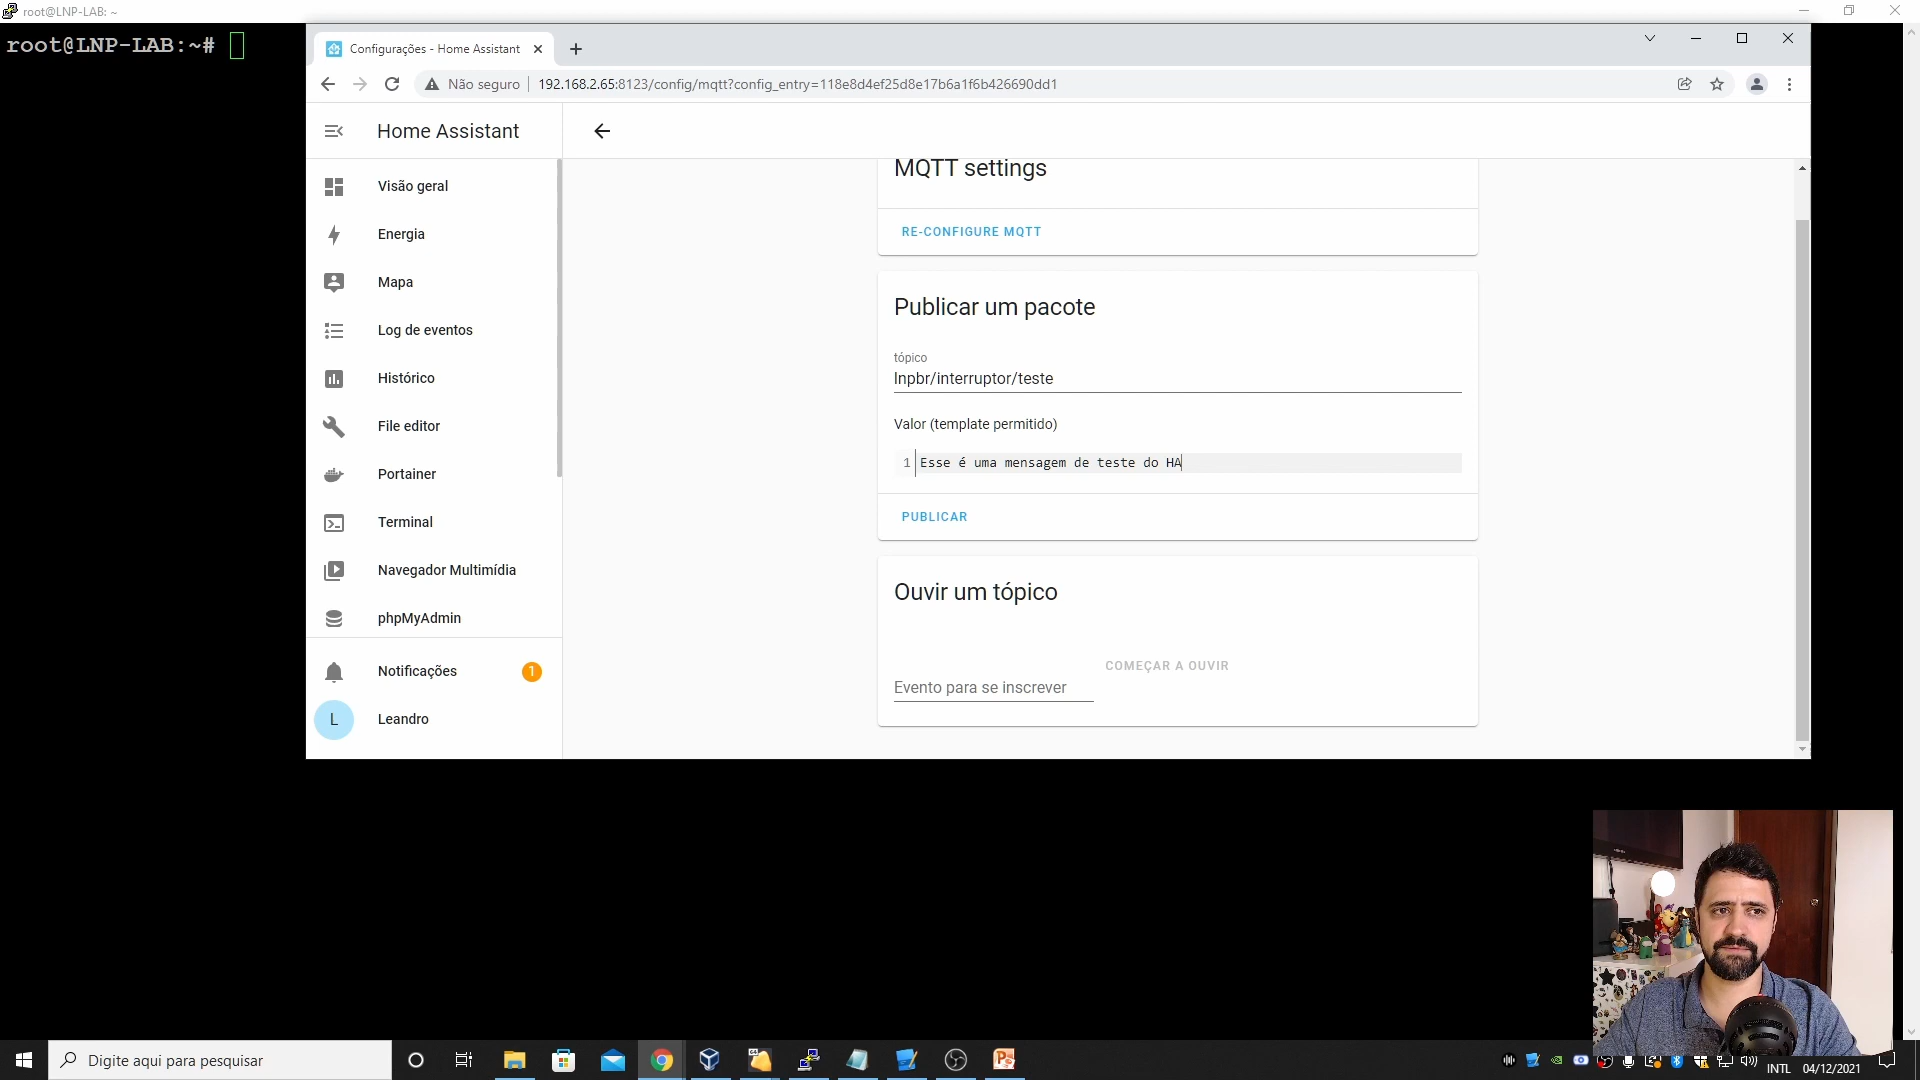 root@LNP-LAB: ~
root@LNP-LAB:~#
Configurações - Home Assistant
Não seguro
192.168.2.65:8123/config/mqtt?config_entry=118e8d4ef25d8e17b6a1f6b426690dd1
Home Assistant
Visão geral
Energia
Mapa
Log de eventos
Histórico
File editor
Portainer
Terminal
Navegador Multimídia
phpMyAdmin
Notificações
1
L
Leandro
MQTT settings
RE-CONFIGURE MQTT
Publicar um pacote
tópico
lnpbr/interruptor/teste
Valor (template permitido)
1
Esse é uma mensagem de teste do HA
PUBLICAR
Ouvir um tópico
COMEÇAR A OUVIR
Evento para se inscrever
Digite aqui para pesquisar
INTL
04/12/2021